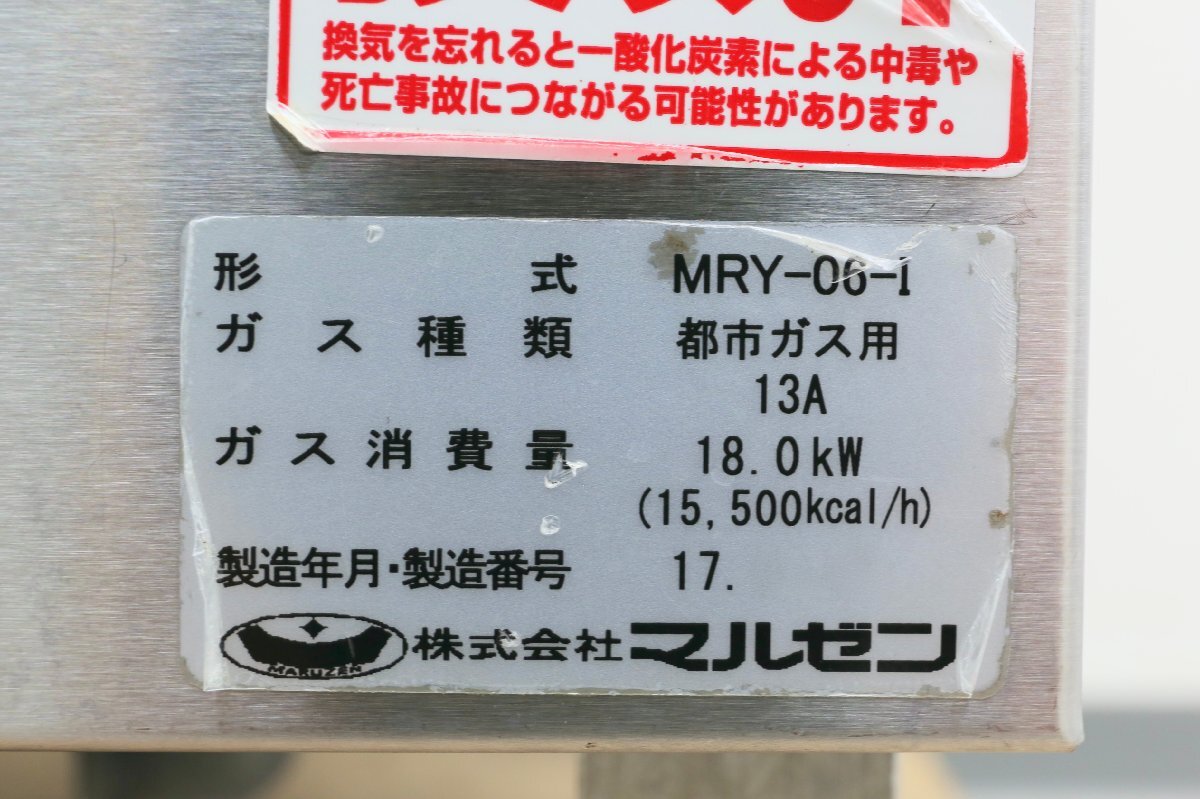 換気を忘れると一酸化炭素による中毒や
死亡事故につながる可能性があります。
形 式 MRY-06-I
ガス種類 都市ガス用
13A
ガス消費量 18.0kW
(15,500kcal/h)
製造年月・製造番号 17.
MARUZEN 株式会社マルゼン